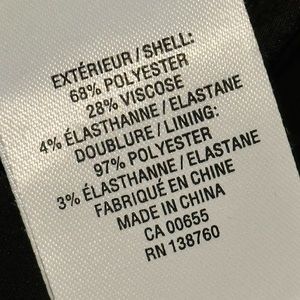 EXTÉRIEUR / SHELL:
68% POLYESTER
28% VISCOSE
4% ÉLASTHANNE / ELASTANE
DOUBLURE / LINING:
97% POLYESTER
3% ÉLASTHANNE / ELASTANE
FABRIQUÉ EN CHINE
MADE IN CHINA
CA 00655
RN 138760